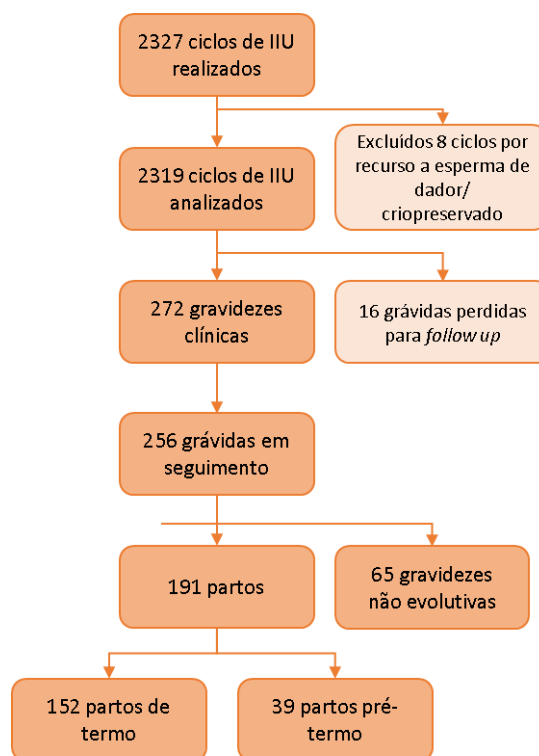 2327 ciclos de IIU
realizados
Excluídos 8 ciclos por
recurso a esperma de
dador/
criopreservado
2319 ciclos de IIU
analizados
272 gravidezes
clínicas
16 grávidas perdidas
para follow up
256 grávidas em
seguimento
191 partos
65 gravidezes
não evolutivas
152 partos de
termo
39 partos pré-
termo